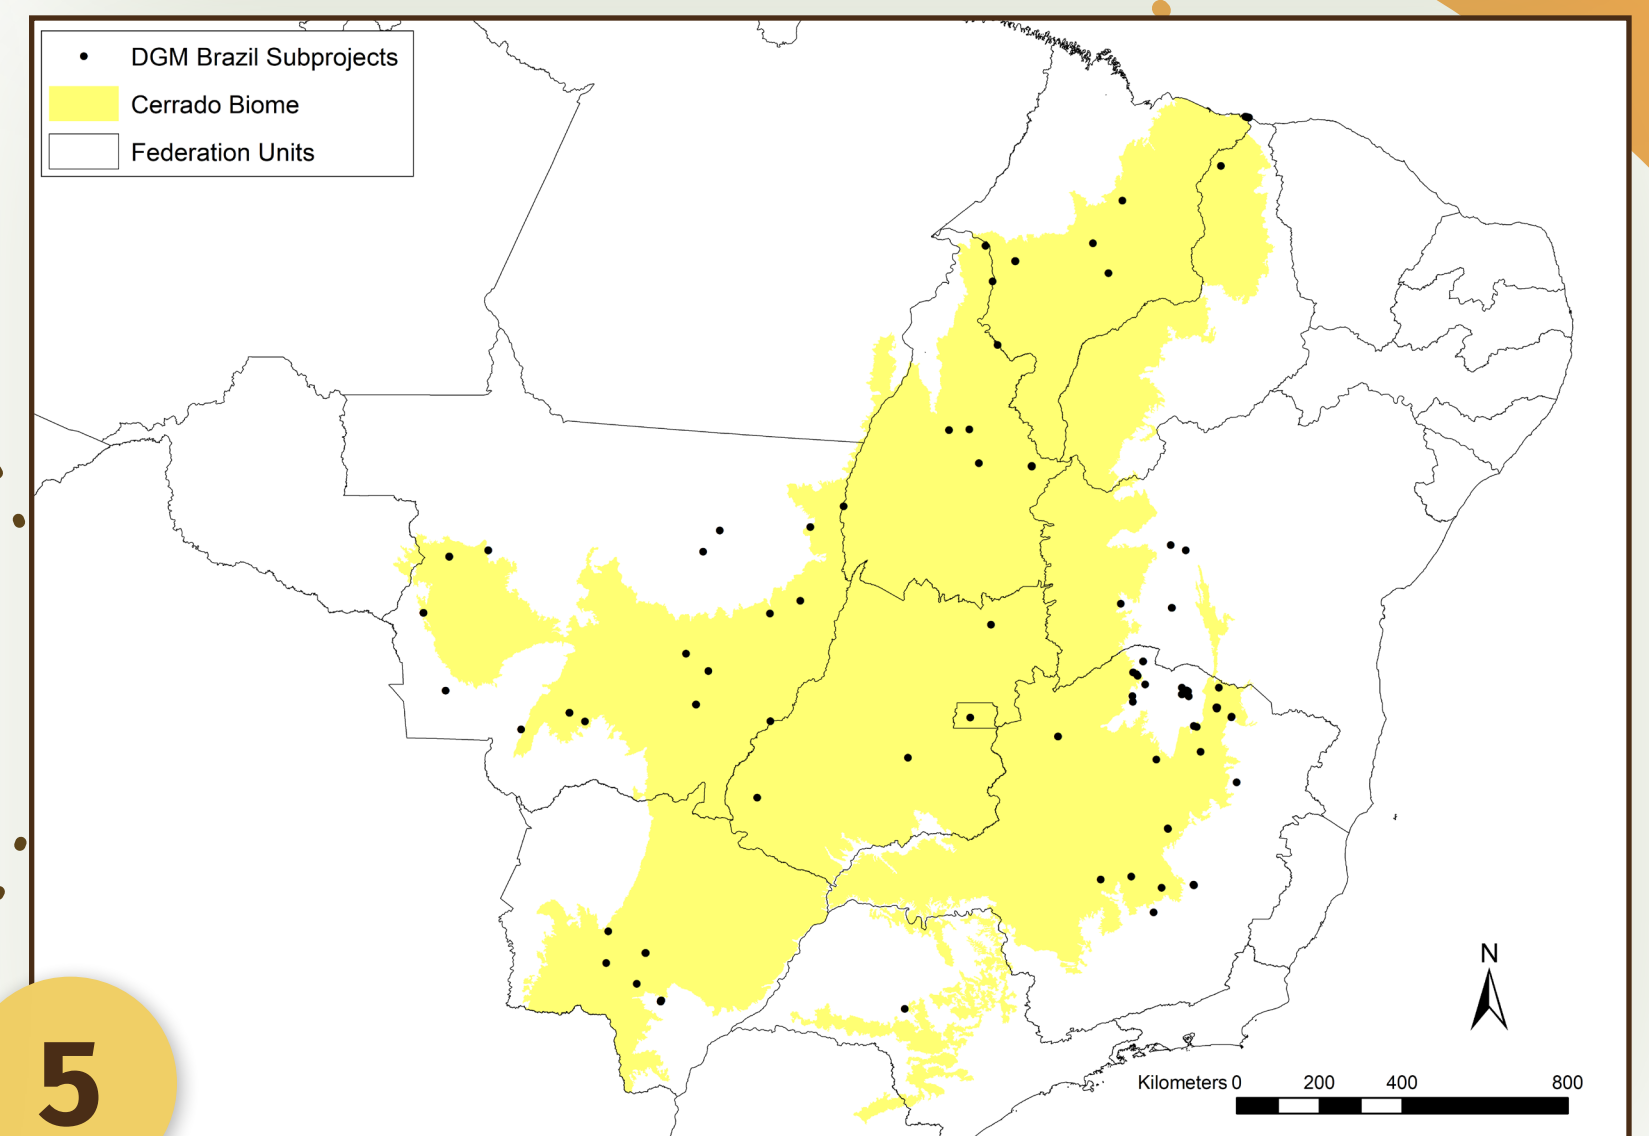 DGM Brazil Subprojects
Cerrado Biome
Federation Units
N
Kilometers 0 200 400 800
5